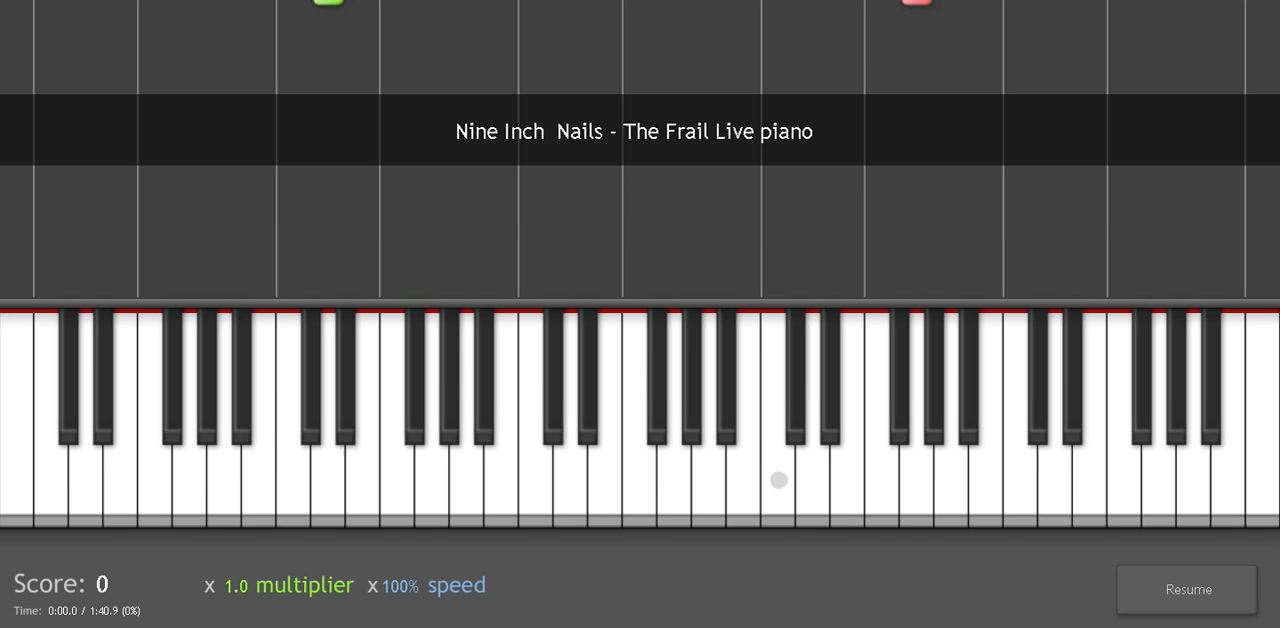 Nine Inch  Nails - The Frail Live piano
Score: 0 x 1.0 multiplier x 100% speed
Resume
Time: 0:00.0 / 1:40.9 (0%)